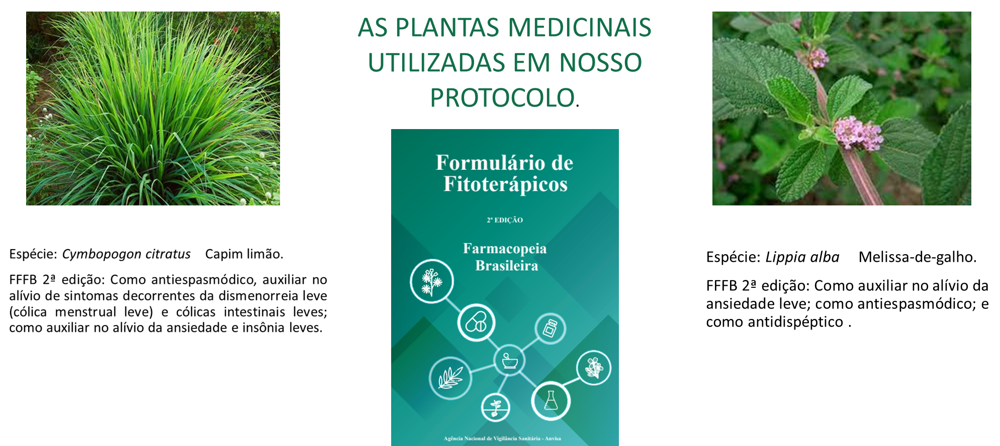 AS PLANTAS MEDICINAIS
UTILIZADAS EM NOSSO
PROTOCOLO.
Espécie: Cymbopogon citratus Capim limão.
FFFB 2ª edição: Como antiespasmódico, auxiliar no
alívio de sintomas decorrentes da dismenorreia leve
(cólica menstrual leve) e cólicas intestinais leves;
como auxiliar no alívio da ansiedade e insônia leves.
Formulário de
Fitoterápicos
2ª EDIÇÃO
Farmacopeia
Brasileira
Agência Nacional de Vigilância Sanitária - Anvisa
Espécie: Lippia alba Melissa-de-galho.
FFFB 2ª edição: Como auxiliar no alívio da
ansiedade leve; como antiespasmódico; e
como antidispéptico .